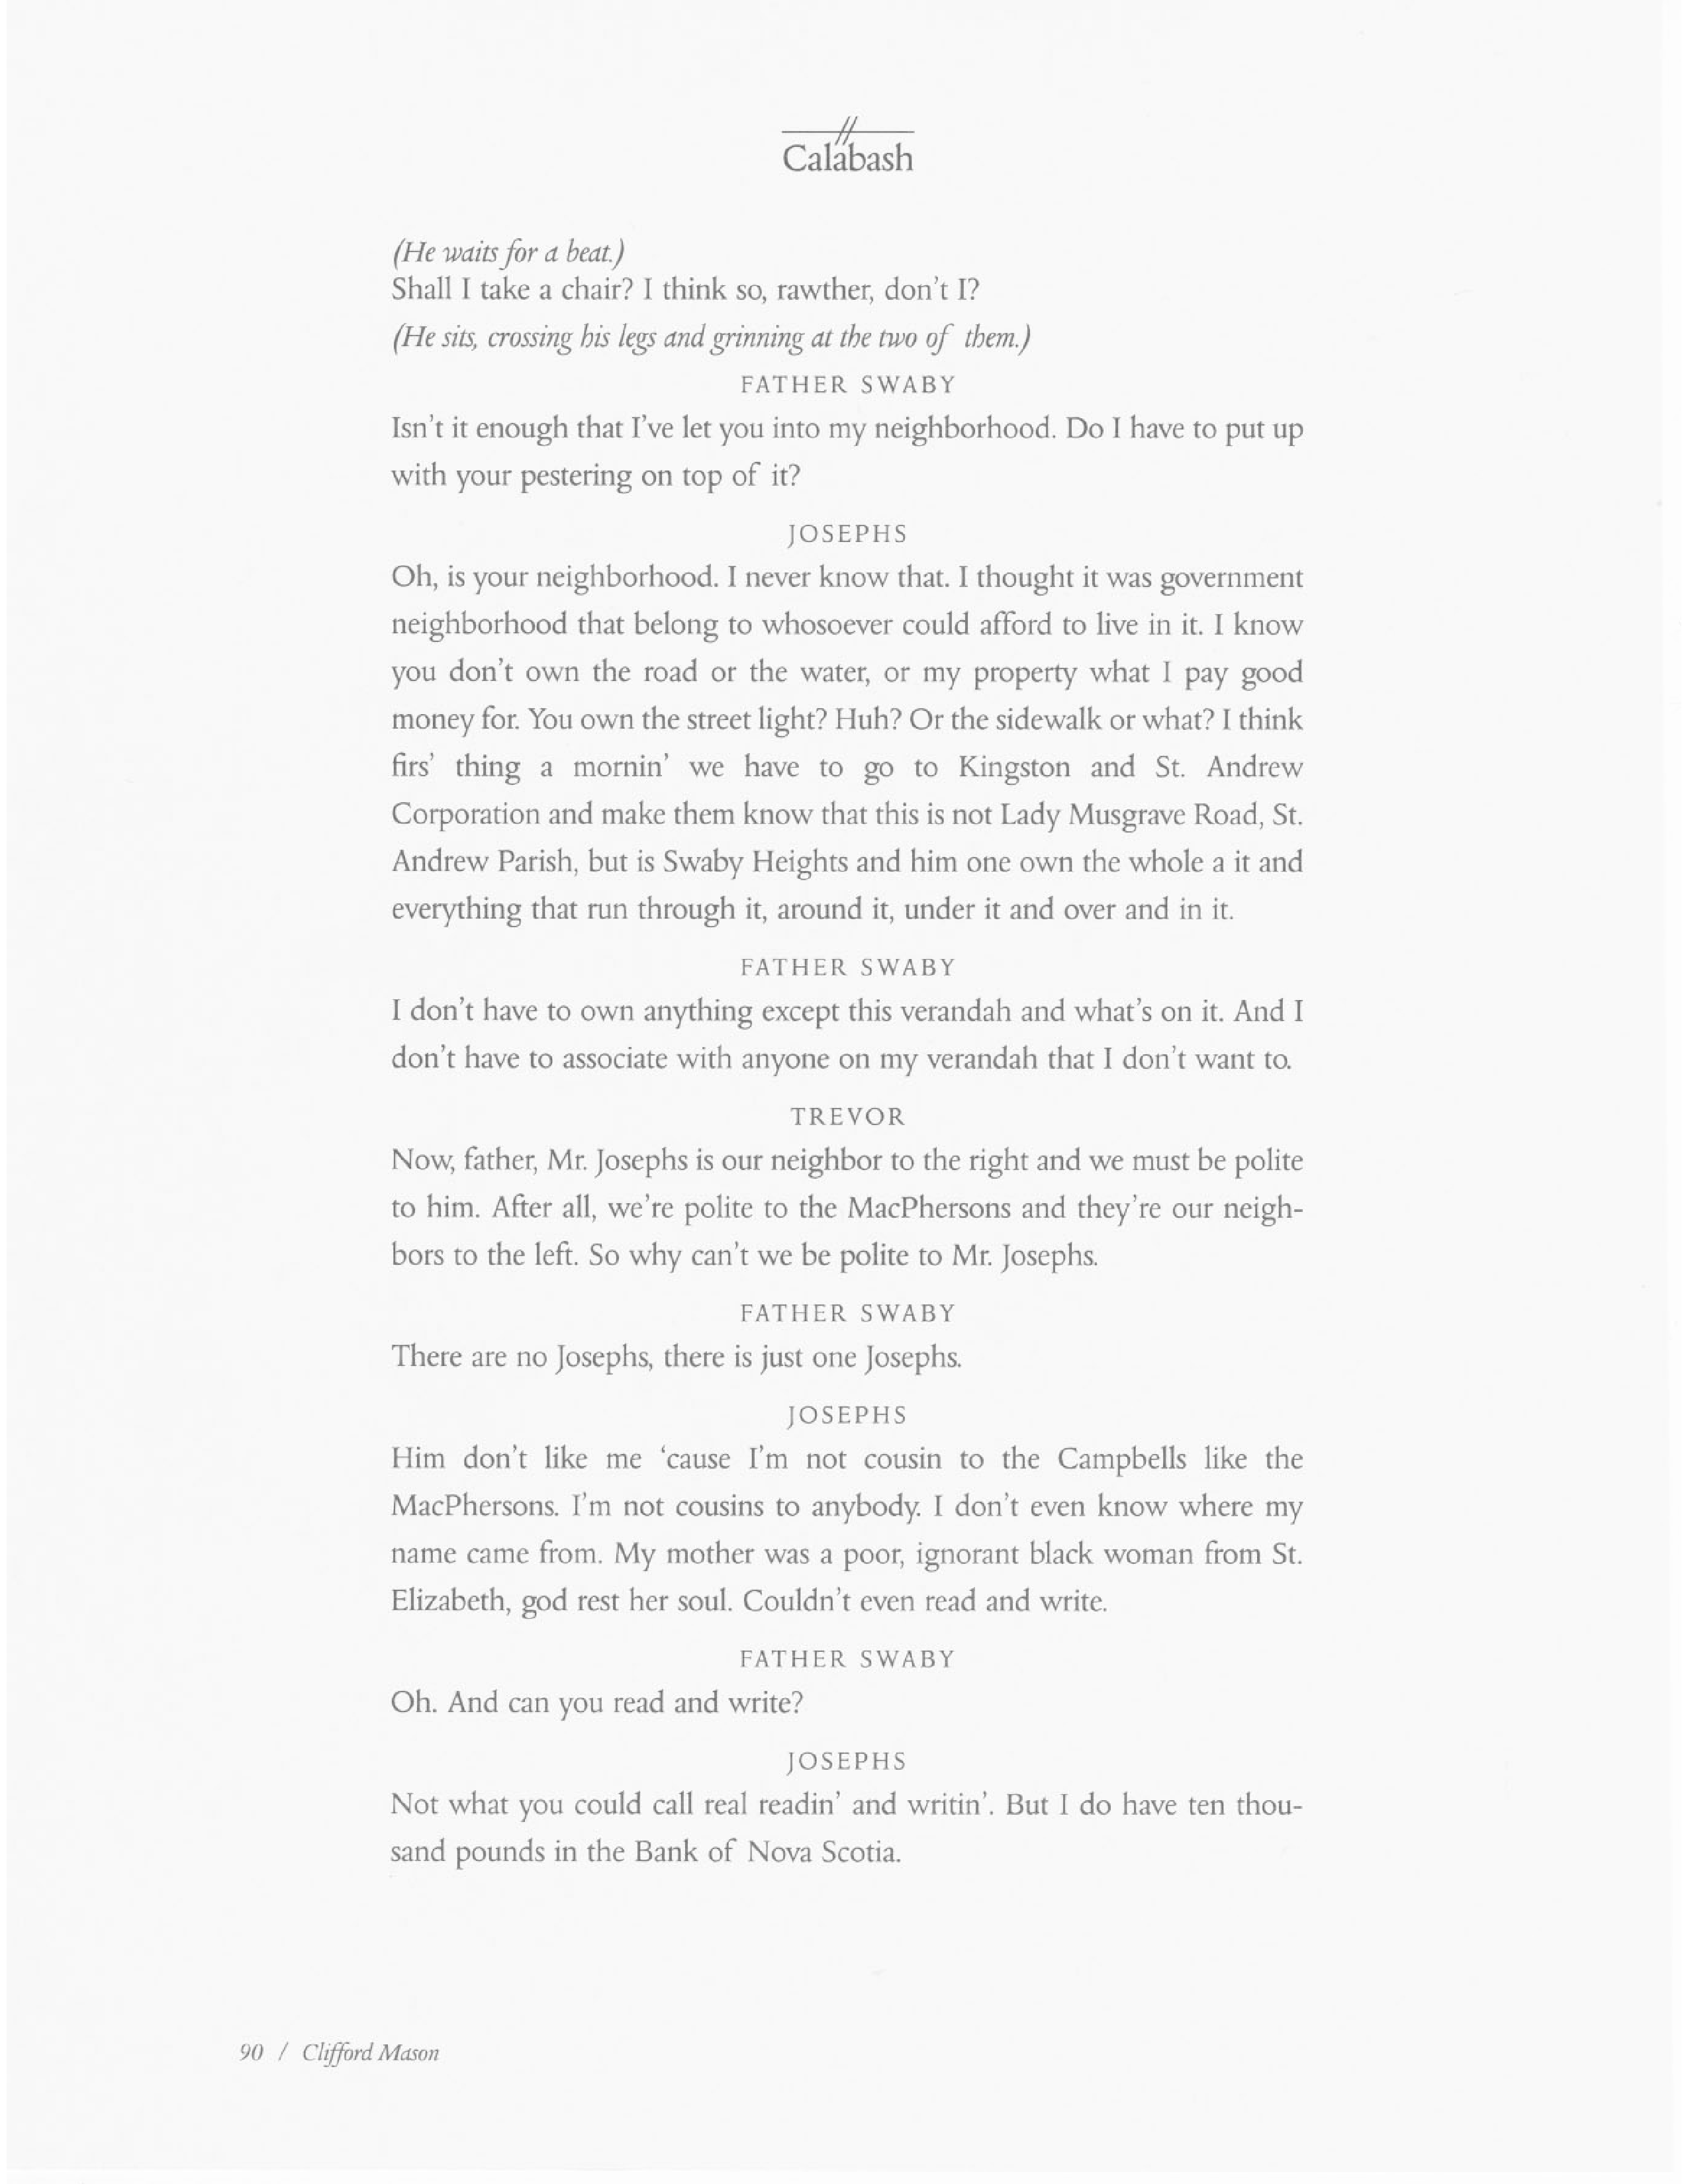 Calabash
(He waits for a beat.)
Shall I take a chair? I think so, rawther, don't I?
(He sits, crossing his legs and grinning at the two of them.)
FATHER SWABY
Isn't it enough that I've let you into my neighborhood. Do I have to put up
with your pestering on top of it?
JOSEPHS
Oh, is your neighborhood. I never know that. I thought it was government
neighborhood that belong to whosoever could afford to live in it. I know
you don't own the road or the water, or my property what I pay good
money for. You own the street light? Huh? Or the sidewalk or what? I think
firs' thing a mornin' we have to go to Kingston and St. Andrew
Corporation and make them know that this is not Lady Musgrave Road, St.
Andrew Parish, but is Swaby Heights and him one own the whole a it and
everything that run through it, around it, under it and over and in it.
FATHER SWABY
I don't have to own anything except this verandah and what's on it. And I
don't have to associate with anyone on my verandah that I don't want to.
TREVOR
Now, father, Mr. Josephs is our neighbor to the right and we must be polite
to him. After all, we're polite to the MacPhersons and they're our neigh-
bors to the left. So why can't we be polite to Mr. Josephs.
FATHER SWABY
There are no Josephs, there is just one Josephs.
JOSEPHS
Him don't like me 'cause I'm not cousin to the Campbells like the
MacPhersons. I'm not cousins to anybody. I don't even know where my
name came from. My mother was a poor, ignorant black woman from St.
Elizabeth, god rest her soul. Couldn't even read and write.
FATHER SWABY
Oh. And can you read and write?
JOSEPHS
Not what you could call real readin' and writin'. But I do have ten thou-
sand pounds in the Bank of Nova Scotia.
90 / Clifford Mason